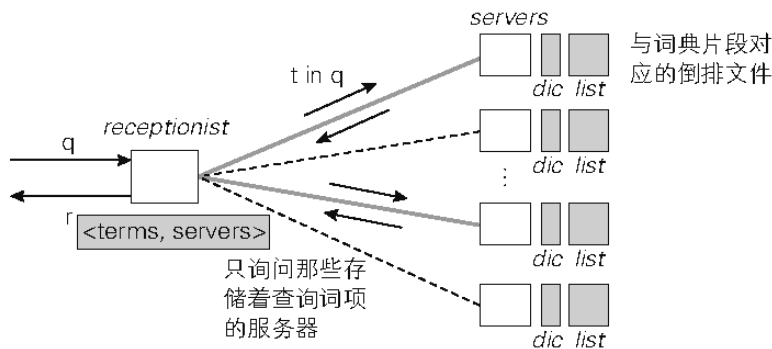 servers
与词典片段对
应的倒排文件
t in q
dic list
receptionist
q
dic list
⋮
r
<terms, servers>
dic list
只询问那些存
储着查询词项
的服务器
dic list